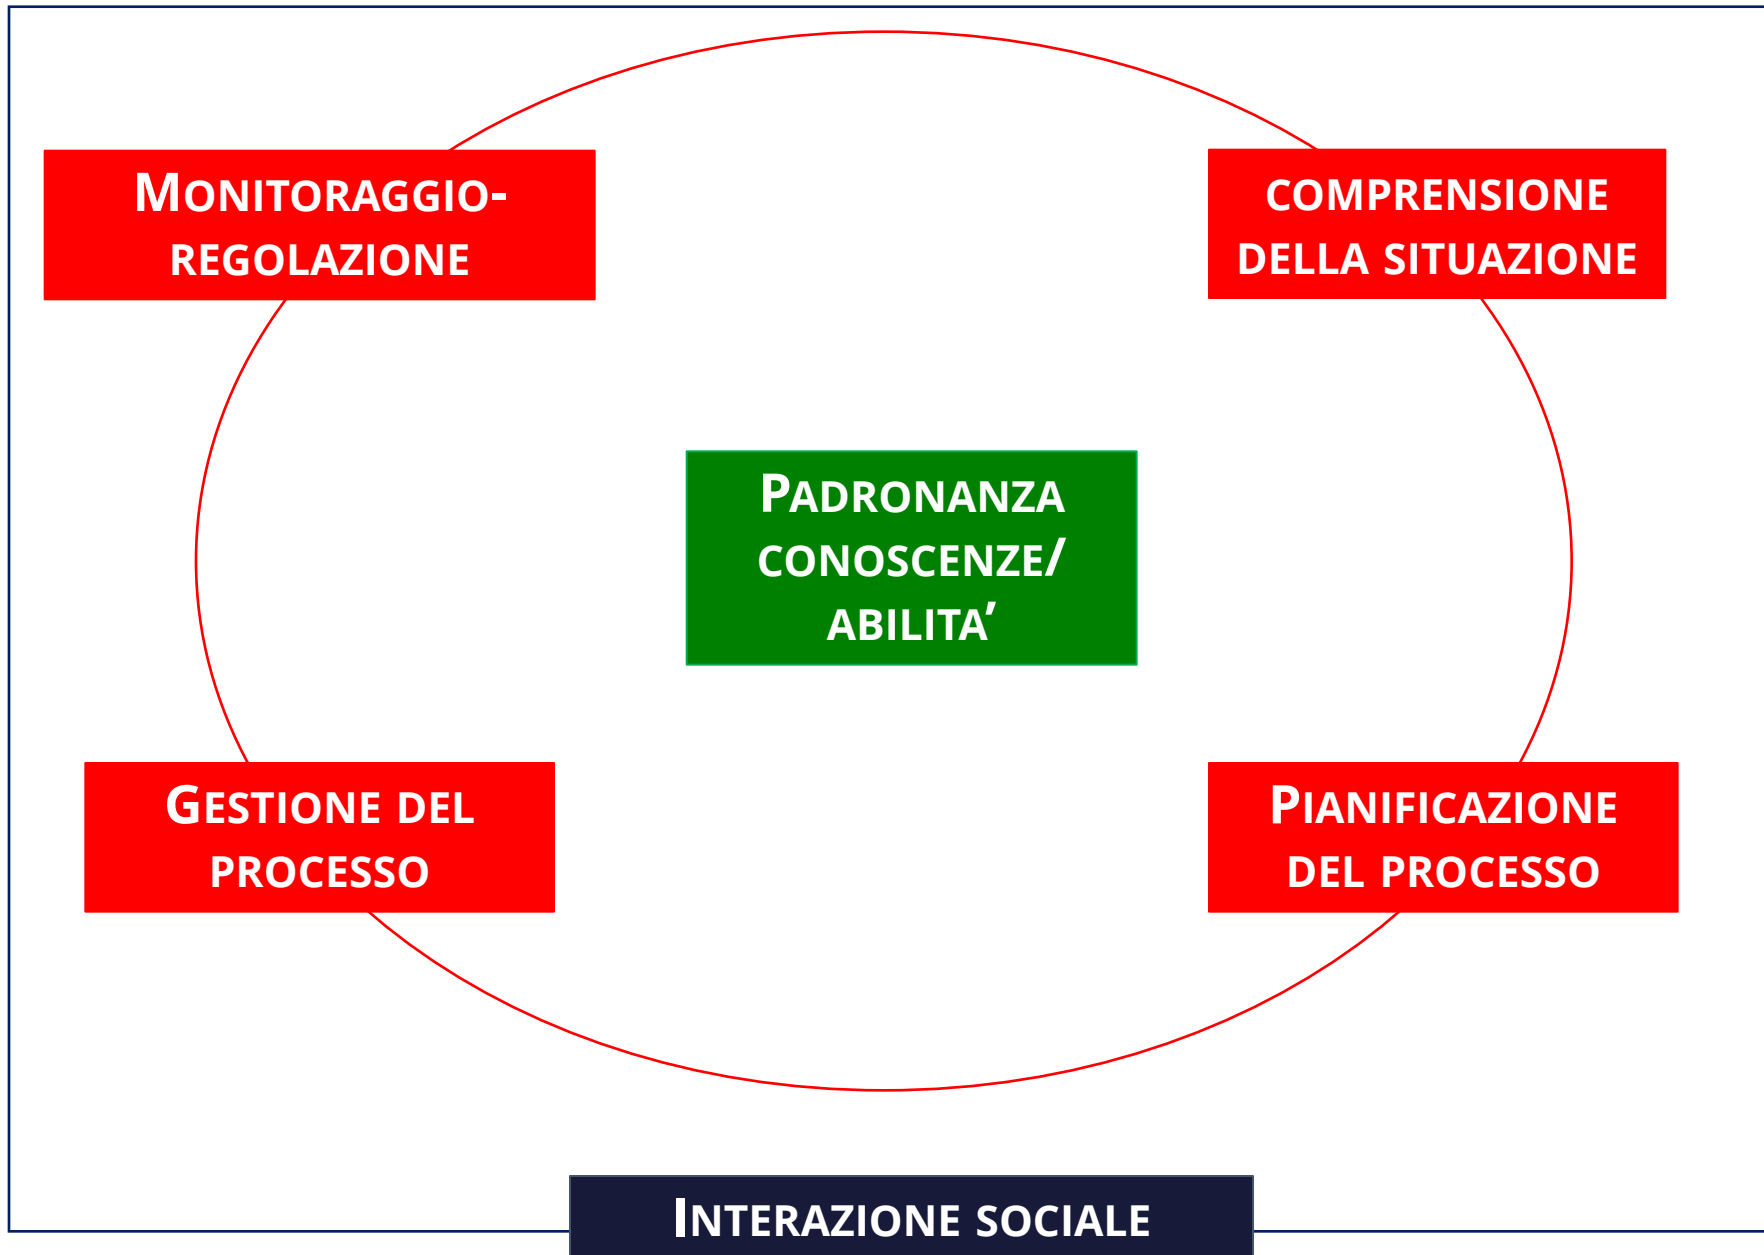 MONITORAGGIO-
REGOLAZIONE
COMPRENSIONE
DELLA SITUAZIONE
PADRONANZA
CONOSCENZE/
ABILITA’
GESTIONE DEL
PROCESSO
PIANIFICAZIONE
DEL PROCESSO
INTERAZIONE SOCIALE